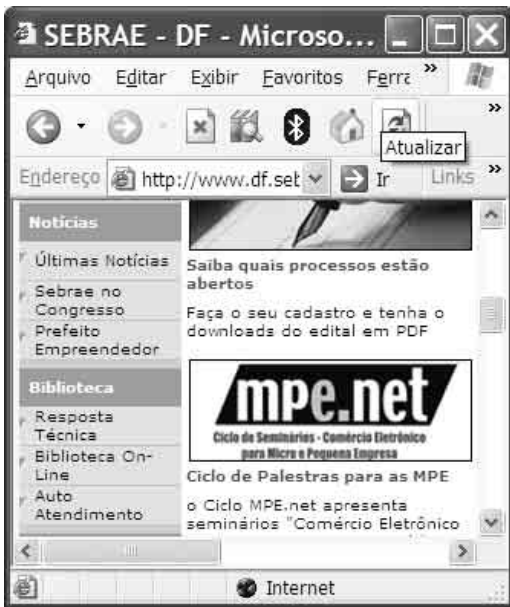 SEBRAE - DF - Microso...
Arquivo Editar Exibir Favoritos Ferra »
»
Atualizar
Endereço http://www.df.seb Ir Links »
Notícias
Últimas Notícias
Sebrae no
Congresso
Prefeito
Empreendedor
Biblioteca
Resposta
Técnica
Biblioteca On-
Line
Auto
Atendimento
Saiba quais processos estão
abertos
Faça o seu cadastro e tenha o
downloads do edital em PDF
mpe.net
Ciclo de Seminários - Comércio Eletrônico
para Micro e Pequena Empresa
Ciclo de Palestras para as MPE
o Ciclo MPE.net apresenta
seminários "Comércio Eletrônico
Internet